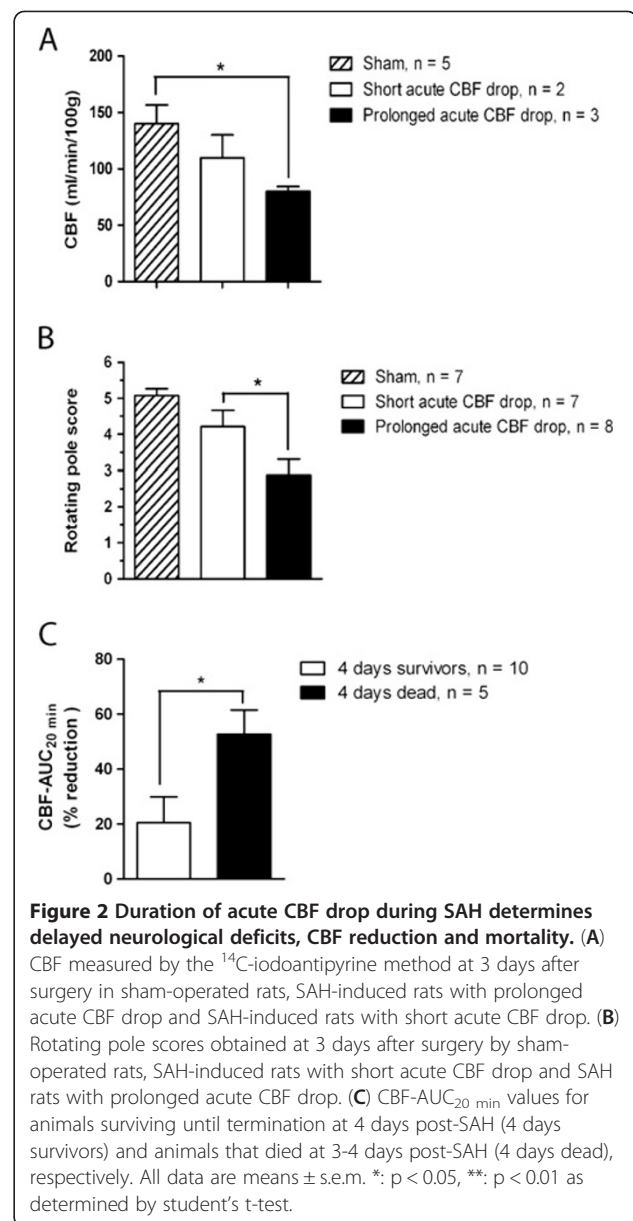 A
CBF (ml/min/100g)
200
150
100
50
0
*
Sham, n = 5
Short acute CBF drop, n = 2
Prolonged acute CBF drop, n = 3
B
Rotating pole score
6
5
4
3
2
1
0
*
Sham, n = 7
Short acute CBF drop, n = 7
Prolonged acute CBF drop, n = 8
C
CBF-AUC20 min
(% reduction )
80
60
40
20
0
*
4 days survivors, n = 10
4 days dead, n = 5
Figure 2 Duration of acute CBF drop during SAH determines
delayed neurological deficits, CBF reduction and mortality. (A)
CBF measured by the 14C-iodoantipyrine method at 3 days after
surgery in sham-operated rats, SAH-induced rats with prolonged
acute CBF drop and SAH-induced rats with short acute CBF drop. (B)
Rotating pole scores obtained at 3 days after surgery by sham-
operated rats, SAH-induced rats with short acute CBF drop and SAH
rats with prolonged acute CBF drop. (C) CBF-AUC20 min values for
animals surviving until termination at 4 days post-SAH (4 days
survivors) and animals that died at 3-4 days post-SAH (4 days dead),
respectively. All data are means ± s.e.m. *: p < 0.05, **: p < 0.01 as
determined by student's t-test.